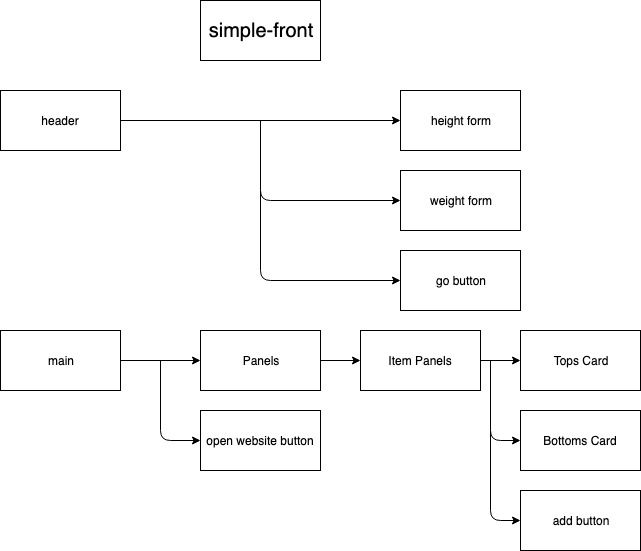 simple-front
header
height form
weight form
go button
main
Panels
Item Panels
Tops Card
open website button
Bottoms Card
add button